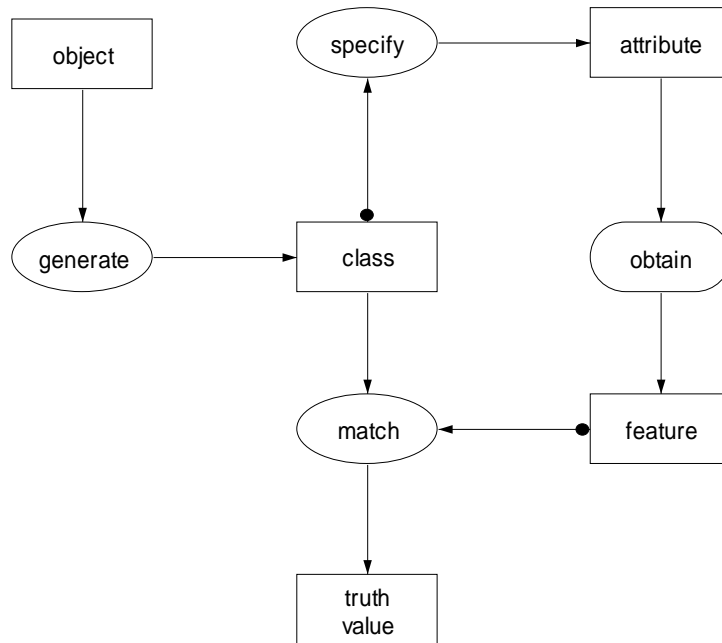 specify
attribute
object
generate
class
obtain
match
feature
truth
value